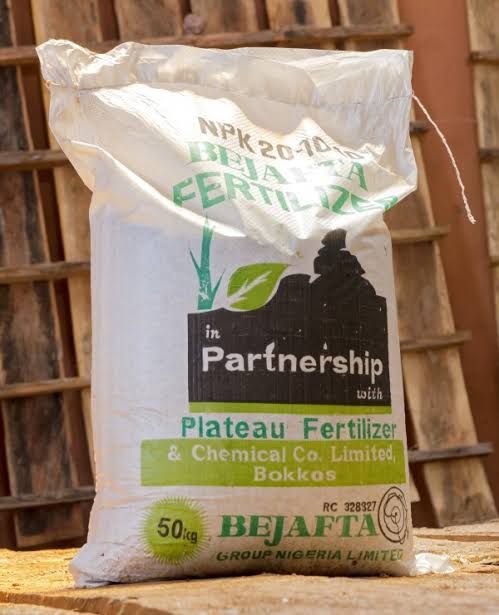 NPK 20-10-10
BEJAFTA
FERTILIZER
in
Partnership
with
Plateau Fertilizer
& Chemical Co. Limited,
Bokkos
RC 328327
50kg
BEJAFTA
GROUP NIGERIA LIMITED